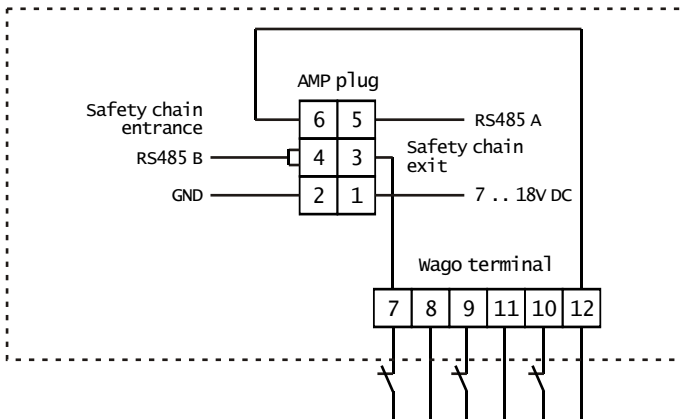 AMP plug
Safety chain
entrance
6 5
RS485 A
RS485 B
4 3
Safety chain
exit
GND
2 1
7 .. 18V DC
Wago terminal
7 8 9 11 10 12